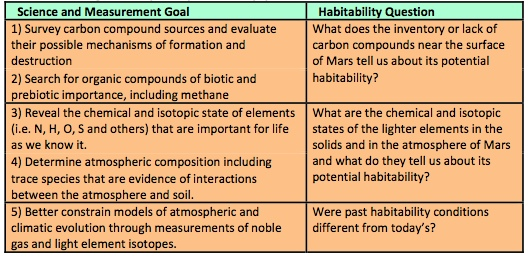 Science and Measurement Goal
Habitability Question
1) Survey carbon compound sources and evaluate
their possible mechanisms of formation and
destruction
2) Search for organic compounds of biotic and
prebiotic importance, including methane
What does the inventory or lack of
carbon compounds near the surface
of Mars tell us about its potential
habitability?
3) Reveal the chemical and isotopic state of elements
(i.e. N, H, O, S and others) that are important for life
as we know it.
4) Determine atmospheric composition including
trace species that are evidence of interactions
between the atmosphere and soil.
What are the chemical and isotopic
states of the lighter elements in the
solids and in the atmosphere of Mars
and what do they tell us about its
potential habitability?
5) Better constrain models of atmospheric and
climatic evolution through measurements of noble
gas and light element isotopes.
Were past habitability conditions
different from today's?